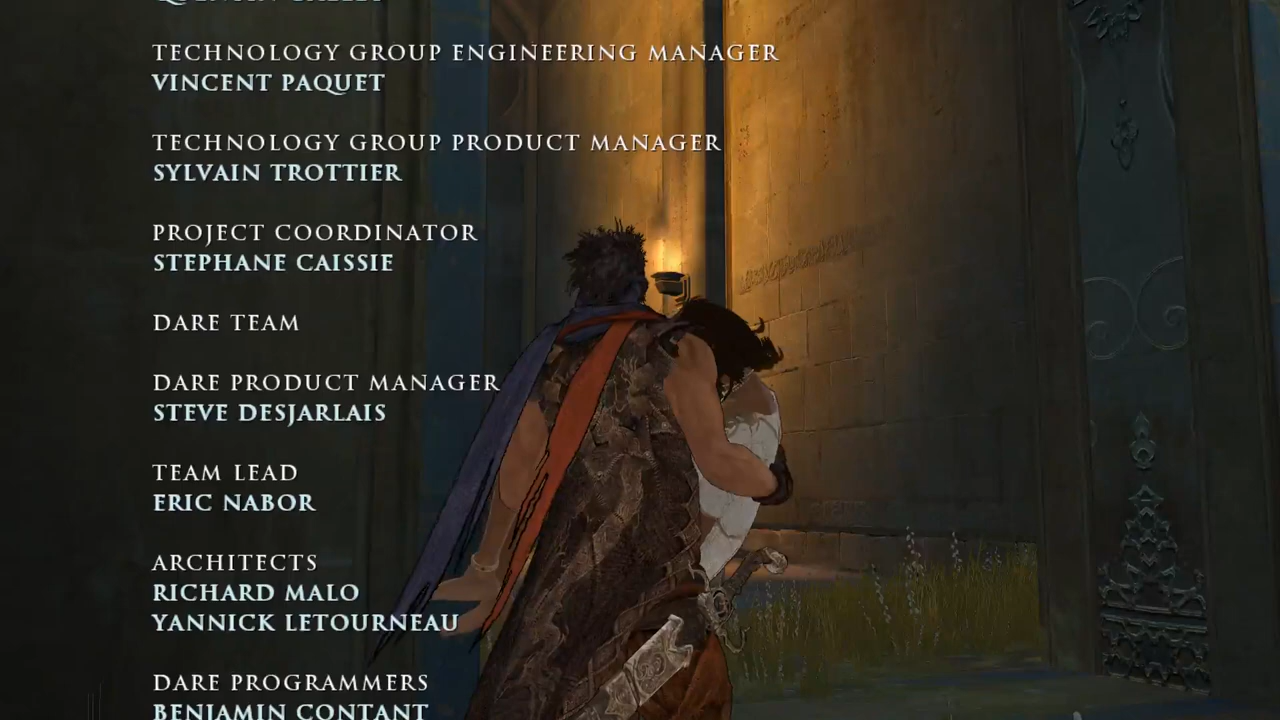 TECHNOLOGY GROUP ENGINEERING MANAGER
VINCENT PAQUET
TECHNOLOGY GROUP PRODUCT MANAGER
SYLVAIN TROTTIER
PROJECT COORDINATOR
STEPHANE CAISSIE
DARE TEAM
DARE PRODUCT MANAGER
STEVE DESJARLAIS
TEAM LEAD
ERIC NABOR
ARCHITECTS
RICHARD MALO
YANNICK LETOURNEAU
DARE PROGRAMMERS
BENJAMIN CONTANT